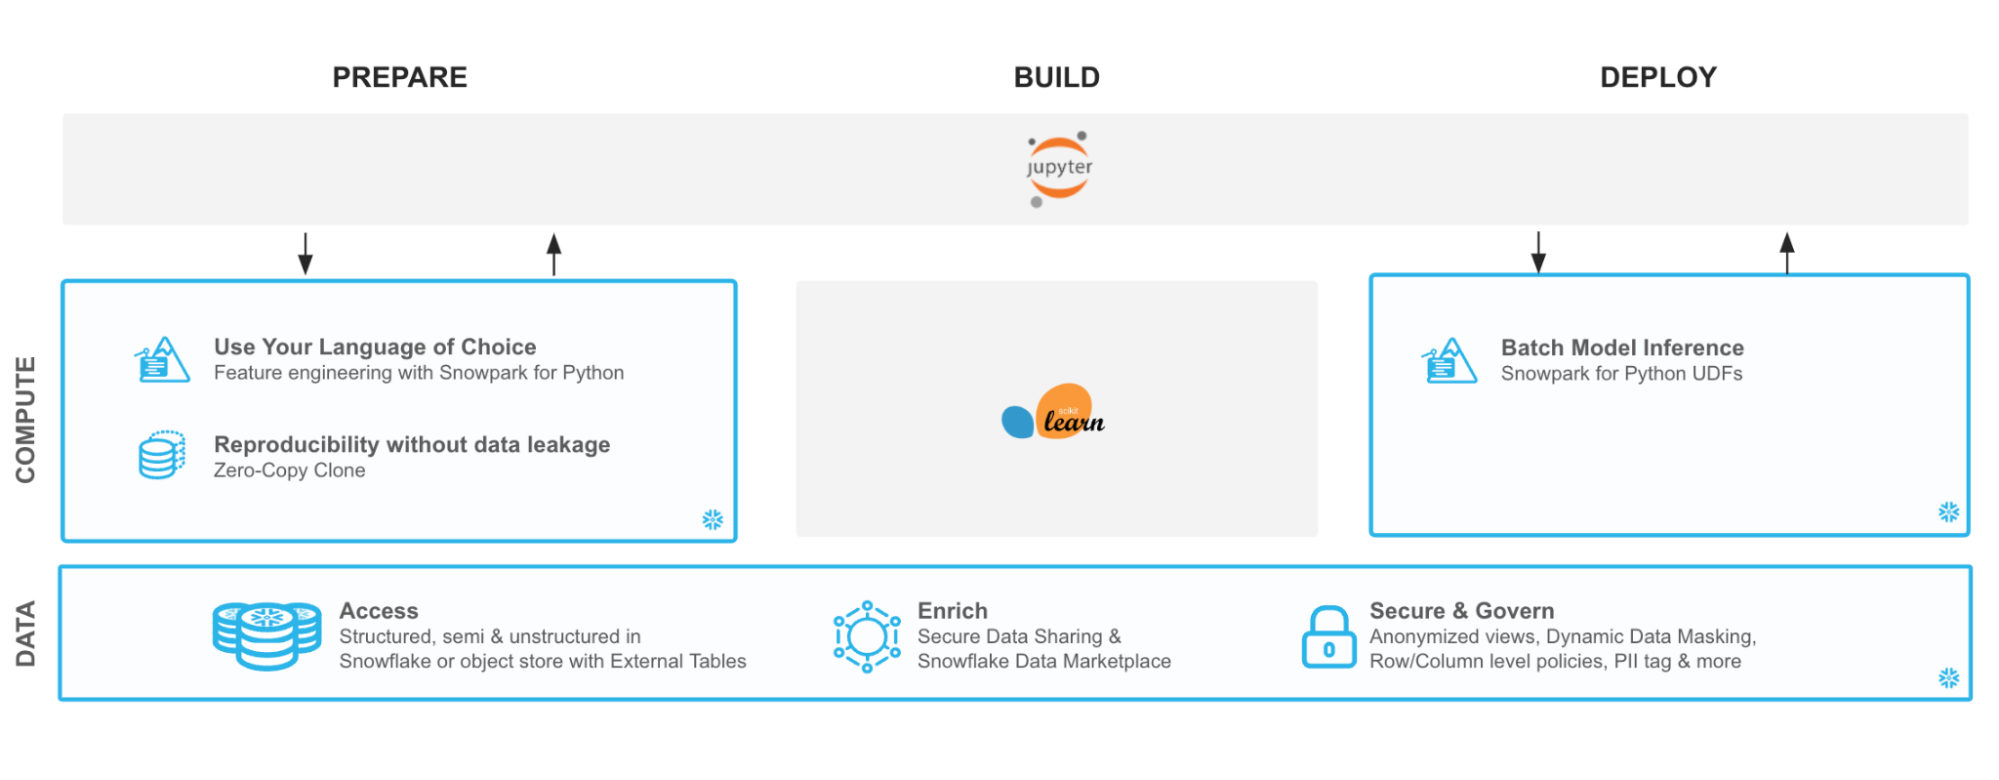 PREPARE
BUILD
DEPLOY
jupyter
COMPUTE
Use Your Language of Choice
Feature engineering with Snowpark for Python
Reproducibility without data leakage
Zero-Copy Clone
scikit
learn
Batch Model Inference
Snowpark for Python UDFs
DATA
Access
Structured, semi & unstructured in
Snowflake or object store with External Tables
Enrich
Secure Data Sharing &
Snowflake Data Marketplace
0
Secure & Govern
Anonymized views, Dynamic Data Masking,
Row/Column level policies, PII tag & more